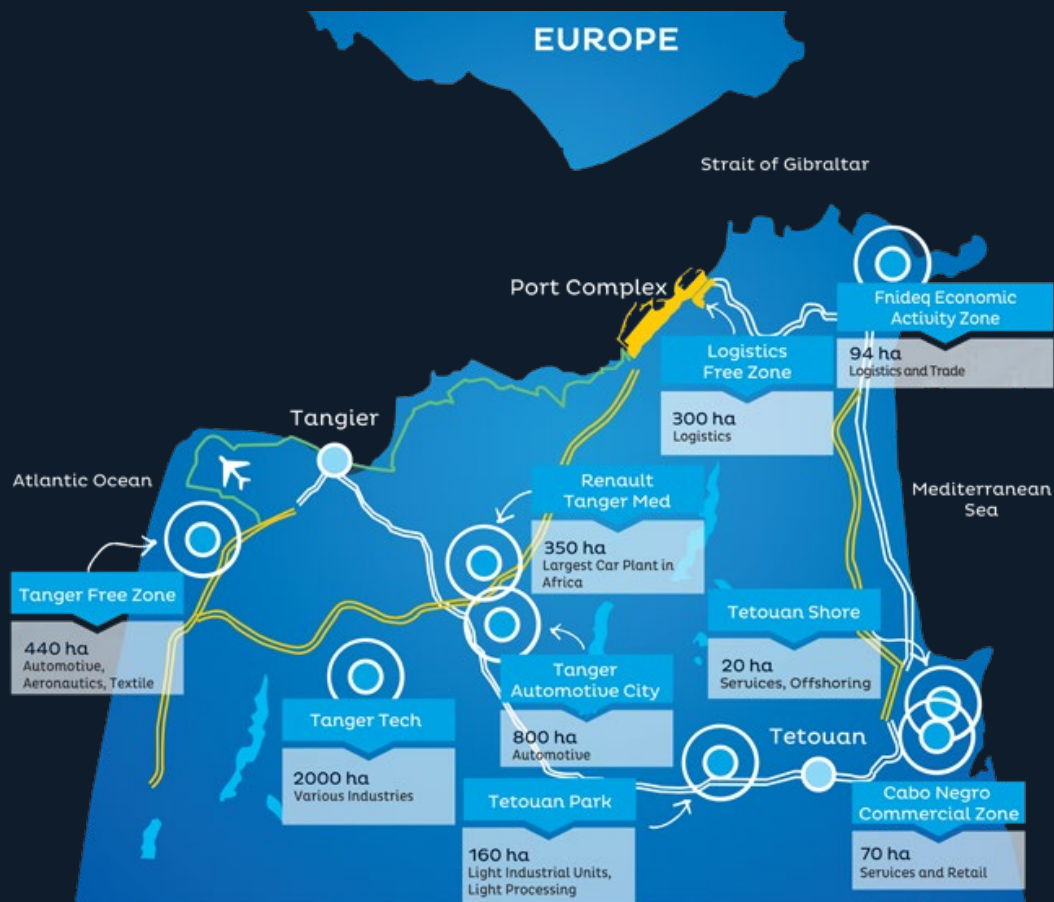 EUROPE
Strait of Gibraltar
Port Complex
Fnideq Economic
Activity Zone
94 ha
Logistics and Trade
Logistics
Free Zone
300 ha
Logistics
Tangier
Atlantic Ocean
Mediterranean
Sea
Renault
Tanger Med
350 ha
Largest Car Plant in
Africa
Tanger Free Zone
440 ha
Automotive,
Aeronautics, Textile
Tetouan Shore
20 ha
Services, Offshoring
Tanger
Automotive City
800 ha
Automotive
Tanger Tech
2000 ha
Various Industries
Tetouan
Tetouan Park
160 ha
Light Industrial Units,
Light Processing
Cabo Negro
Commercial Zone
70 ha
Services and Retail